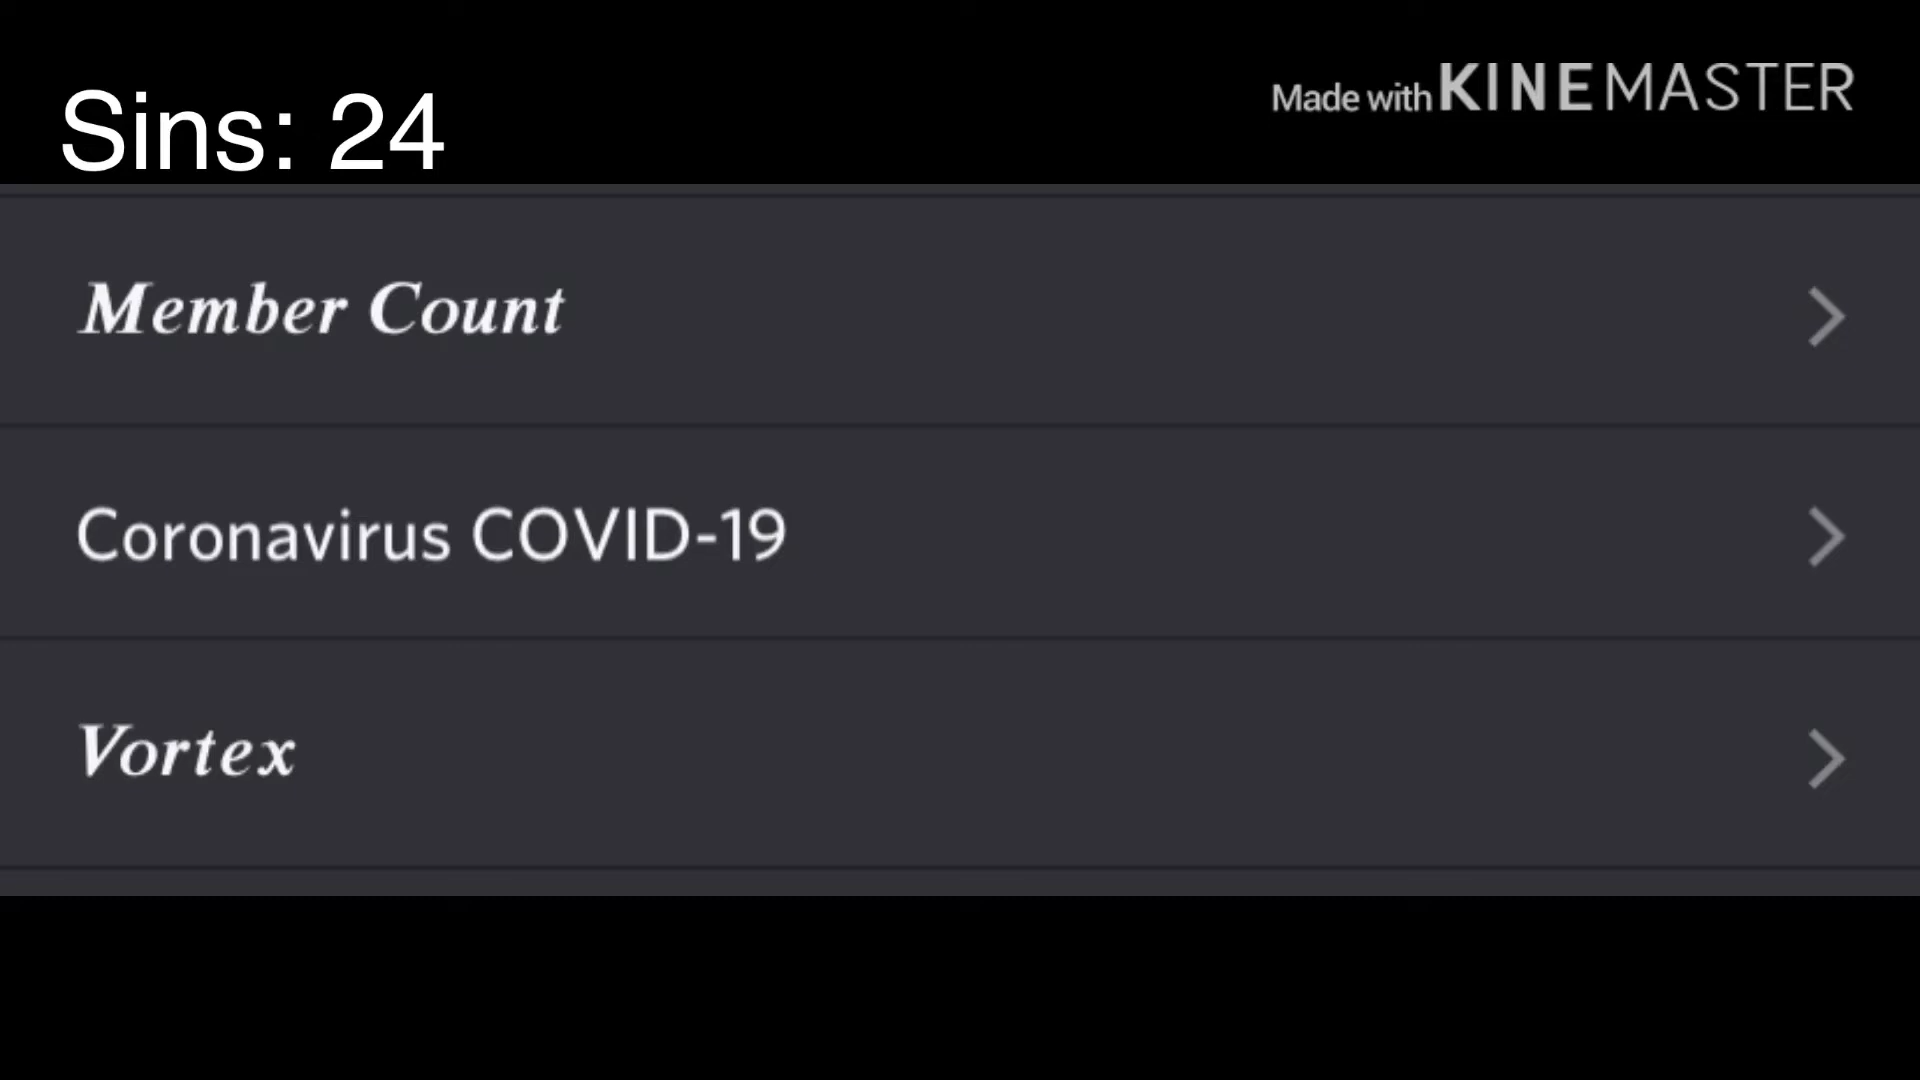 Made with KINEMASTER
Sins: 24
Member Count
Coronavirus COVID-19
Vortex